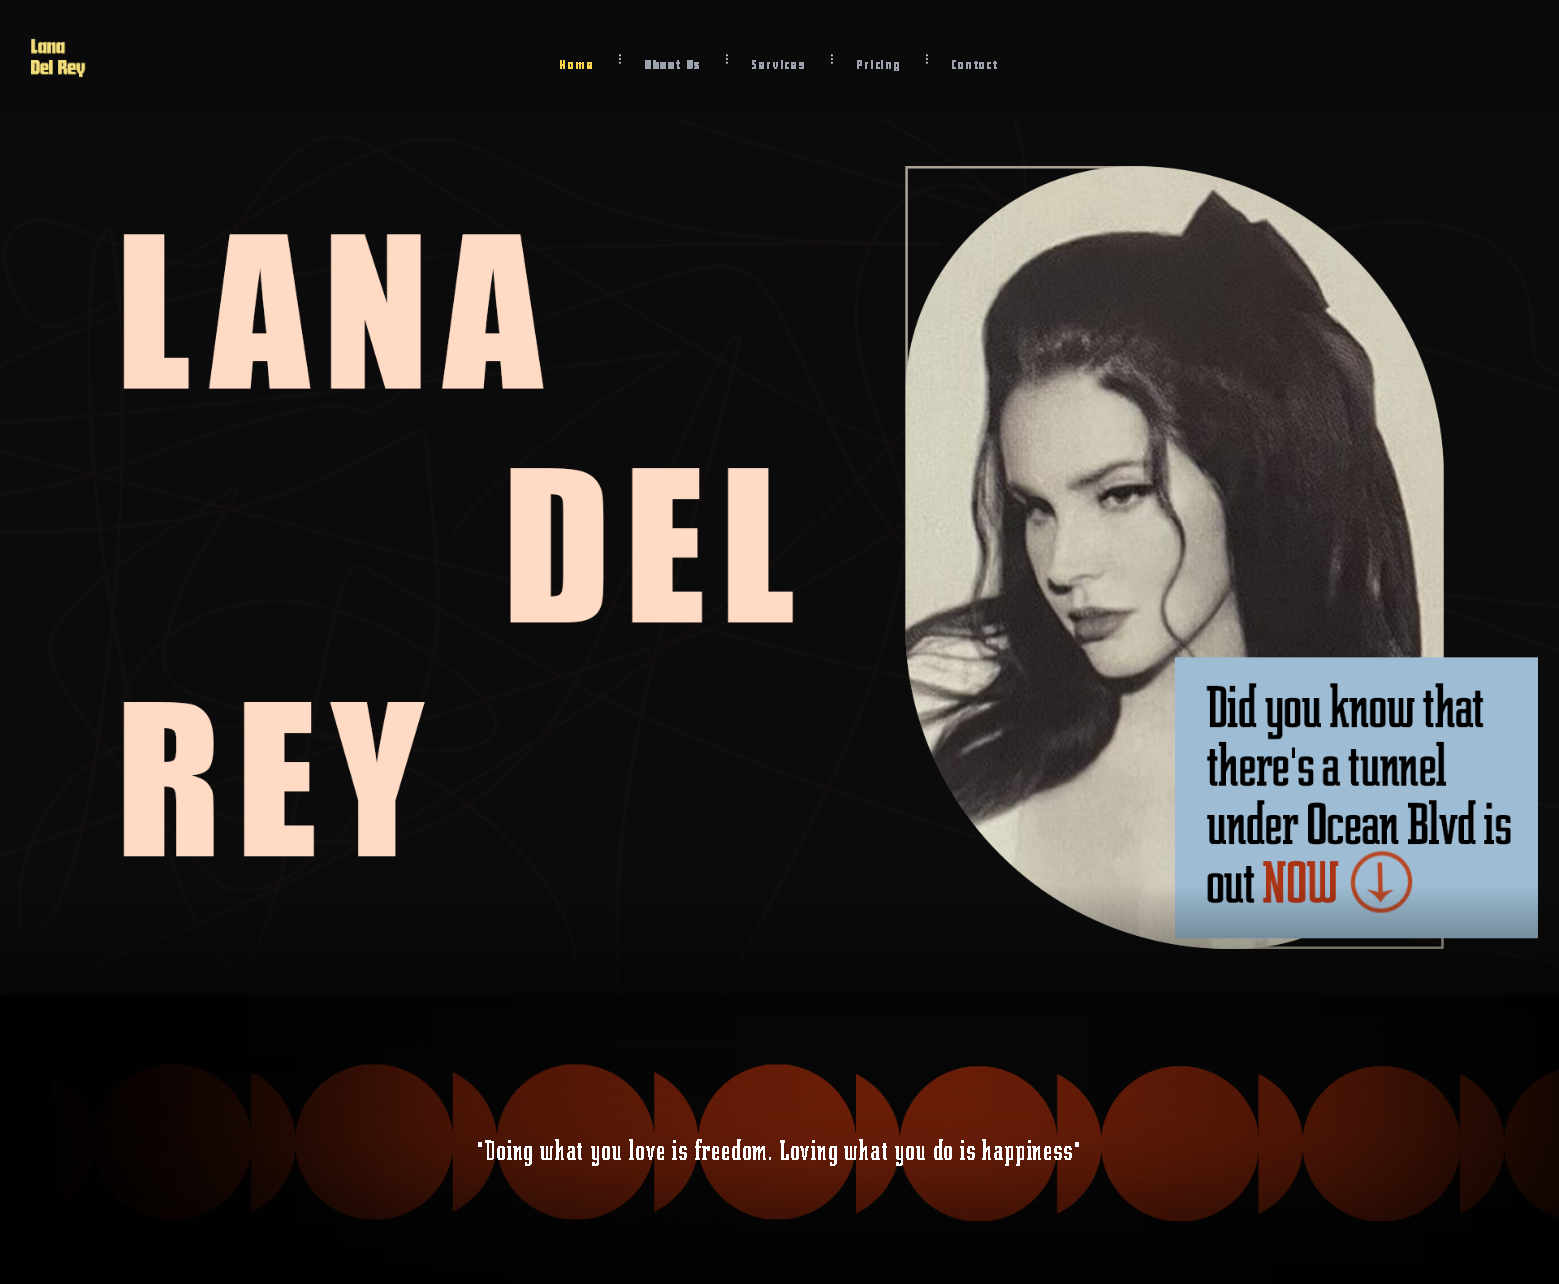 Lana
Del Rey
Home
About Us
Services
Pricing
Contact
LANA
DEL
REY
Did you know that
there's a tunnel
under Ocean Blvd is
out NOW
"Doing what you love is freedom. Loving what you do is happiness"